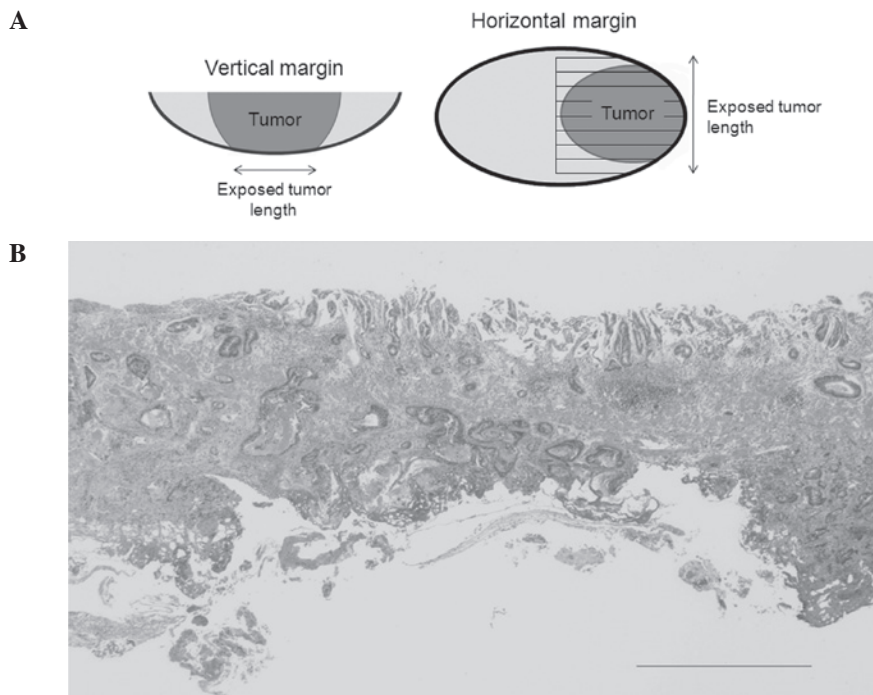 A
Vertical margin
Tumor
Exposed tumor
length
Horizontal margin
Tumor
Exposed tumor
length
B